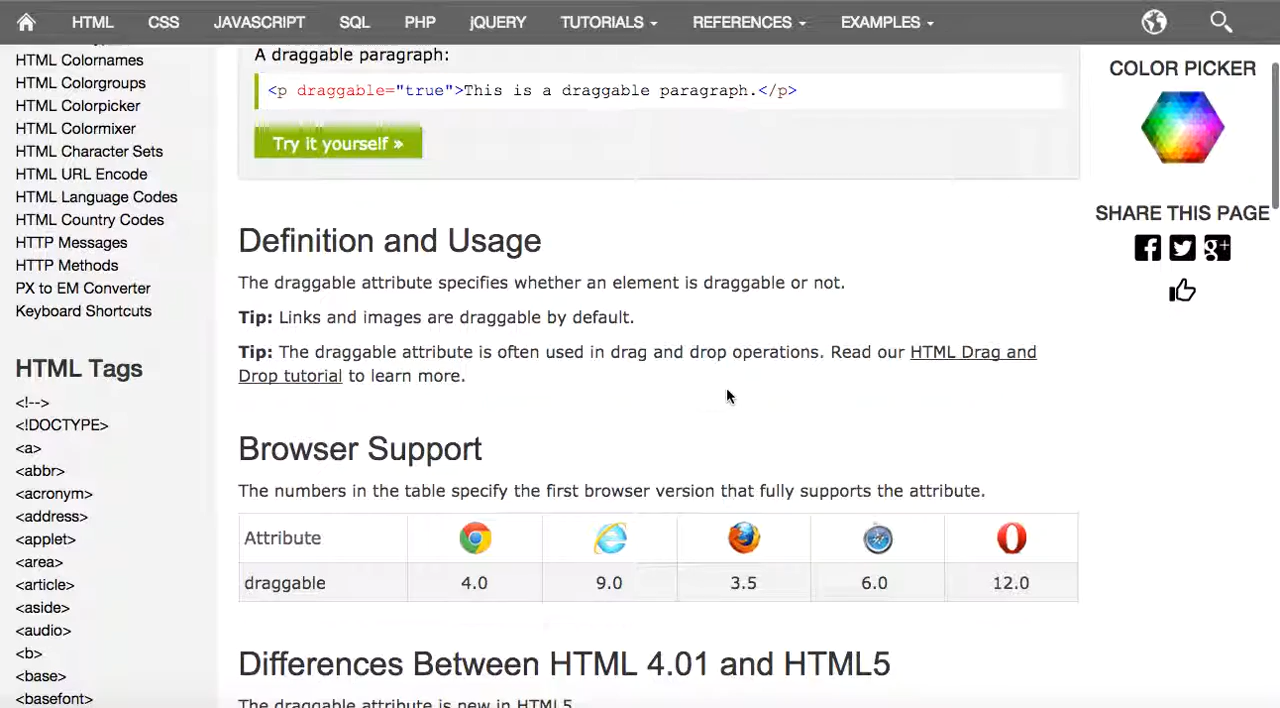 HTML CSS JAVASCRIPT SQL PHP jQUERY TUTORIALS REFERENCES EXAMPLES
HTML Colornames
HTML Colorgroups
HTML Colorpicker
HTML Colormixer
HTML Character Sets
HTML URL Encode
HTML Language Codes
HTML Country Codes
HTTP Messages
HTTP Methods
PX to EM Converter
Keyboard Shortcuts
HTML Tags
<!-->
<!DOCTYPE>
<a>
<abbr>
<acronym>
<address>
<applet>
<area>
<article>
<aside>
<audio>
<b>
<base>
<basefont>
A draggable paragraph:
<p draggable="true">This is a draggable paragraph.</p>
Try it yourself »
Definition and Usage
The draggable attribute specifies whether an element is draggable or not.
Tip: Links and images are draggable by default.
Tip: The draggable attribute is often used in drag and drop operations. Read our HTML Drag and
Drop tutorial to learn more.
Browser Support
The numbers in the table specify the first browser version that fully supports the attribute.
Attribute
draggable 4.0 9.0 3.5 6.0 12.0
Differences Between HTML 4.01 and HTML5
The draggable attribute is new in HTML5.
COLOR PICKER
SHARE THIS PAGE